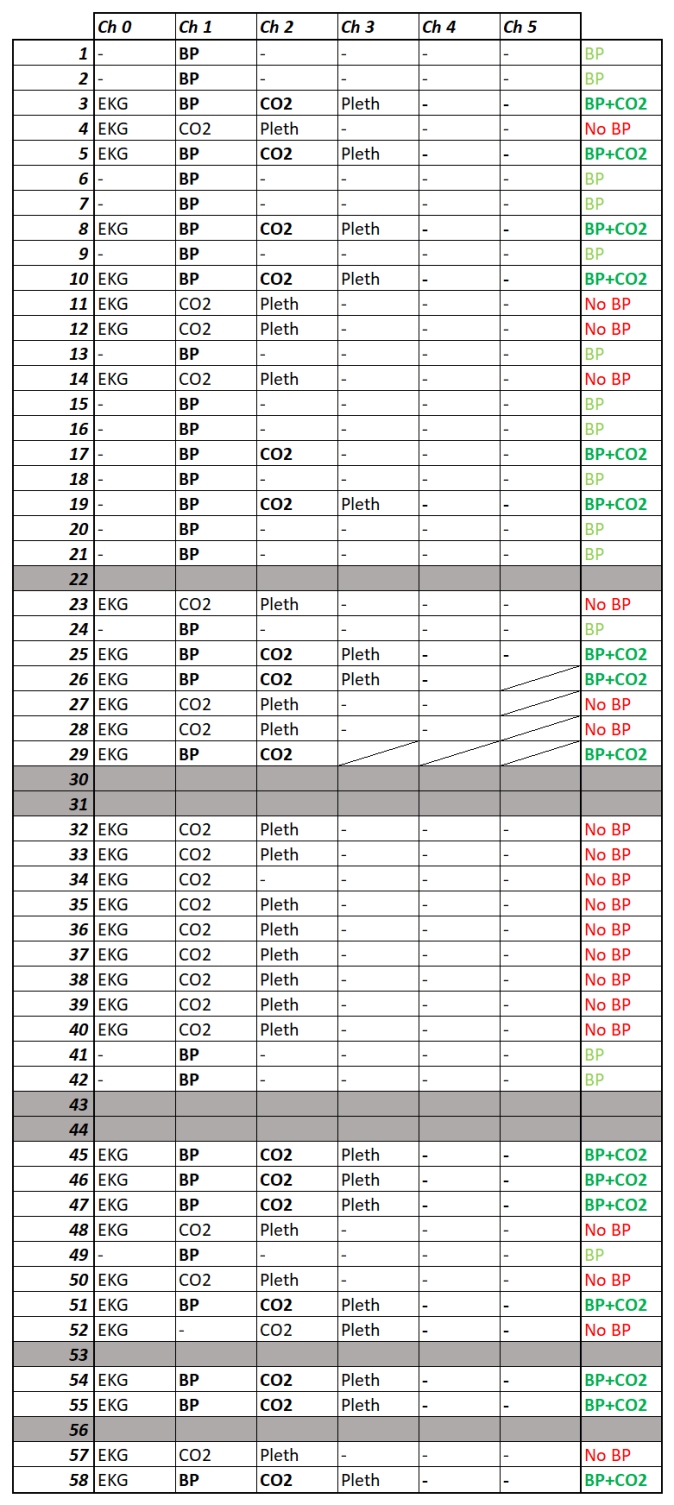 Ch 0 Ch 1 Ch 2 Ch 3 Ch 4 Ch 5
1 - BP - - - - BP
2 - BP - - - - BP
3 EKG BP CO2 Pleth - - BP+CO2
4 EKG CO2 Pleth - - - No BP
5 EKG BP CO2 Pleth - - BP+CO2
6 - BP - - - - BP
7 - BP - - - - BP
8 EKG BP CO2 Pleth - - BP+CO2
9 - BP - - - - BP
10 EKG BP CO2 Pleth - - BP+CO2
11 EKG CO2 Pleth - - - No BP
12 EKG CO2 Pleth - - - No BP
13 - BP - - - - BP
14 EKG CO2 Pleth - - - No BP
15 - BP - - - - BP
16 - BP - - - - BP
17 - BP CO2 - - - BP+CO2
18 - BP - - - - BP
19 - BP CO2 Pleth - - BP+CO2
20 - BP - - - - BP
21 - BP - - - - BP
22
23 EKG CO2 Pleth - - - No BP
24 - BP - - - - BP
25 EKG BP CO2 Pleth - - BP+CO2
26 EKG BP CO2 Pleth - BP+CO2
27 EKG CO2 Pleth - - No BP
28 EKG CO2 Pleth - - No BP
29 EKG BP CO2 BP+CO2
30
31
32 EKG CO2 Pleth - - - No BP
33 EKG CO2 Pleth - - - No BP
34 EKG CO2 - - - - No BP
35 EKG CO2 Pleth - - - No BP
36 EKG CO2 Pleth - - - No BP
37 EKG CO2 Pleth - - - No BP
38 EKG CO2 Pleth - - - No BP
39 EKG CO2 Pleth - - - No BP
40 EKG CO2 Pleth - - - No BP
41 - BP - - - - BP
42 - BP - - - - BP
43
44
45 EKG BP CO2 Pleth - - BP+CO2
46 EKG BP CO2 Pleth - - BP+CO2
47 EKG BP CO2 Pleth - - BP+CO2
48 EKG CO2 Pleth - - - No BP
49 - BP - - - - BP
50 EKG CO2 Pleth - - - No BP
51 EKG BP CO2 Pleth - - BP+CO2
52 EKG - CO2 Pleth - - No BP
53
54 EKG BP CO2 Pleth - - BP+CO2
55 EKG BP CO2 Pleth - - BP+CO2
56
57 EKG CO2 Pleth - - - No BP
58 EKG BP CO2 Pleth - - BP+CO2